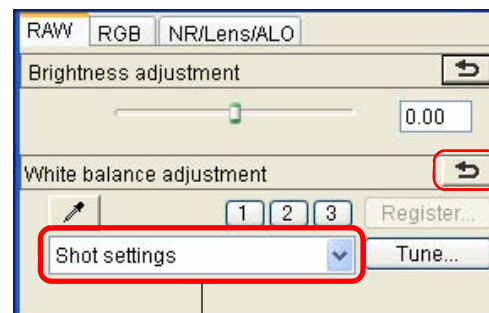 RAW RGB NR/Lens/ALO
Brightness adjustment
0.00
White balance adjustment
1 2 3 Register...
Shot settings Tune...